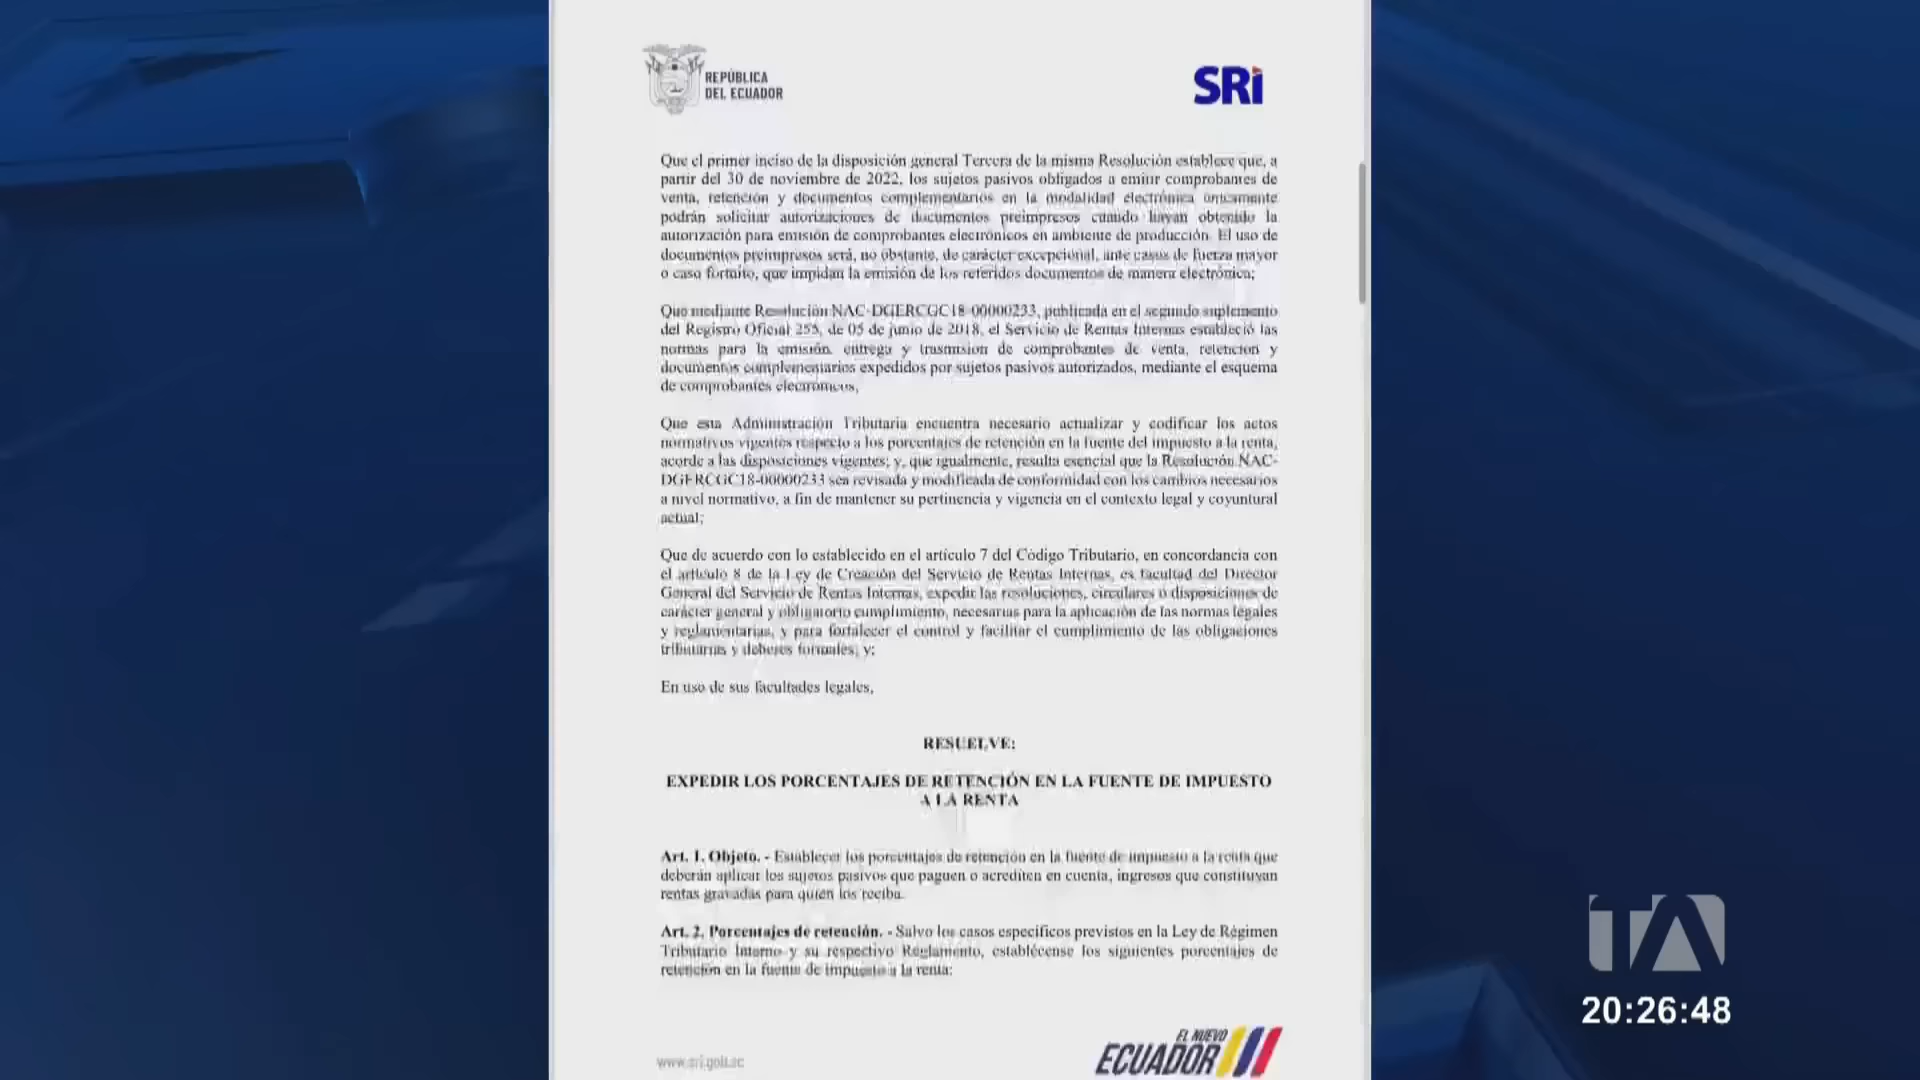 REPÚBLICA
DEL ECUADOR
SRi
Que el primer inciso de la disposición general Tercera de la misma Resolución establece que, a
partir del 30 de noviembre de 2022, los sujetos pasivos obligados a emitir comprobantes de
venta, retención y documentos complementarios en la modalidad electrónica únicamente
podrán solicitar autorizaciones de documentos preimpresos cuando hayan obtenido la
autorización para emisión de comprobantes electrónicos en ambiente de producción. El uso de
documentos preimpresos será, no obstante, de carácter excepcional, ante casos de fuerza mayor
o caso fortuito, que impidan la emisión de los referidos documentos de manera electrónica;
Que mediante Resolución NAC-DGERCGC18-00000233, publicada en el segundo suplemento
del Registro Oficial 255, de 05 de junio de 2018, el Servicio de Rentas Internas estableció las
normas para la emisión, entrega y trasmisión de comprobantes de venta, retención y
documentos complementarios expedidos por sujetos pasivos autorizados, mediante el esquema
de comprobantes electrónicos;
Que esta Administración Tributaria encuentra necesario actualizar y codificar los actos
normativos vigentes respecto a los porcentajes de retención en la fuente del impuesto a la renta,
acorde a las disposiciones vigentes; y, que igualmente, resulta esencial que la Resolución NAC-
DGERCGC18-00000233 sea revisada y modificada de conformidad con los cambios necesarios
a nivel normativo, a fin de mantener su pertinencia y vigencia en el contexto legal y coyuntural
actual;
Que de acuerdo con lo establecido en el artículo 7 del Código Tributario, en concordancia con
el artículo 8 de la Ley de Creación del Servicio de Rentas Internas, es facultad del Director
General del Servicio de Rentas Internas, expedir las resoluciones, circulares o disposiciones de
carácter general y obligatorio cumplimiento, necesarias para la aplicación de las normas legales
y reglamentarias, y para fortalecer el control y facilitar el cumplimiento de las obligaciones
tributarias y deberes formales; y;
En uso de sus facultades legales,
RESUELVE:
EXPEDIR LOS PORCENTAJES DE RETENCIÓN EN LA FUENTE DE IMPUESTO
A LA RENTA
Art. 1. Objeto. - Establecer los porcentajes de retención en la fuente de impuesto a la renta que
deberán aplicar los sujetos pasivos que paguen o acrediten en cuenta, ingresos que constituyan
rentas gravadas para quien los reciba.
Art. 2. Porcentajes de retención. - Salvo los casos específicos previstos en la Ley de Régimen
Tributario Interno y su respectivo Reglamento, establécense los siguientes porcentajes de
retención en la fuente de impuesto a la renta:
www.sri.gob.ec
EL NUEVO
ECUADOR
TA
20:26:48